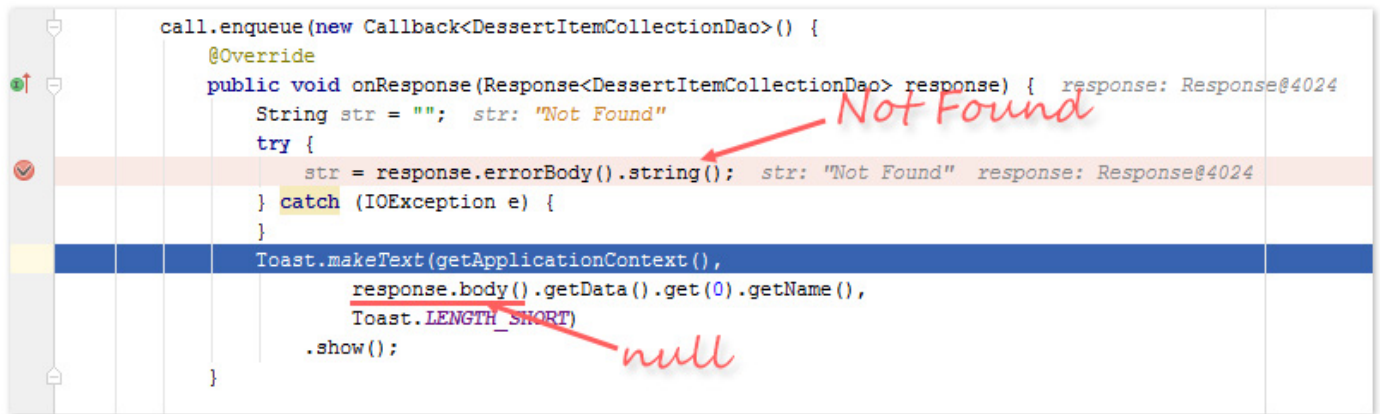 call.enqueue(new Callback<DessertItemCollectionDao>() {
@Override
public void onResponse(Response<DessertItemCollectionDao> response) {  response: Response@4024
String str = "";  str: "Not Found"
Not Found
try {
str = response.errorBody().string();  str: "Not Found"  response: Response@4024
} catch (IOException e) {
}
Toast.makeText(getApplicationContext(),
response.body().getData().get(0).getName(),
Toast.LENGTH_SHORT)
.show();
null
}